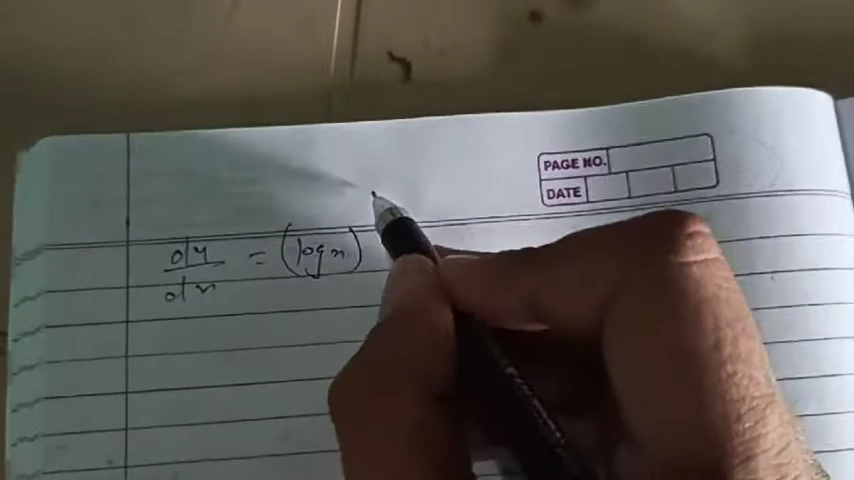 PAGE NO.
DATE
dy/dx = (log x)